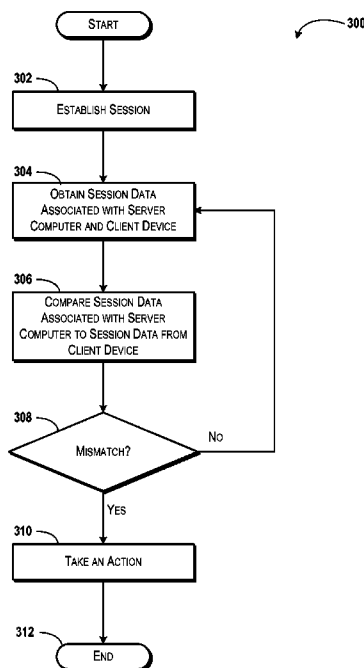 START
300
302
ESTABLISH SESSION
304
OBTAIN SESSION DATA
ASSOCIATED WITH SERVER
COMPUTER AND CLIENT DEVICE
306
COMPARE SESSION DATA
ASSOCIATED WITH SERVER
COMPUTER TO SESSION DATA FROM
CLIENT DEVICE
308
MISMATCH?
NO
YES
310
TAKE AN ACTION
312
END